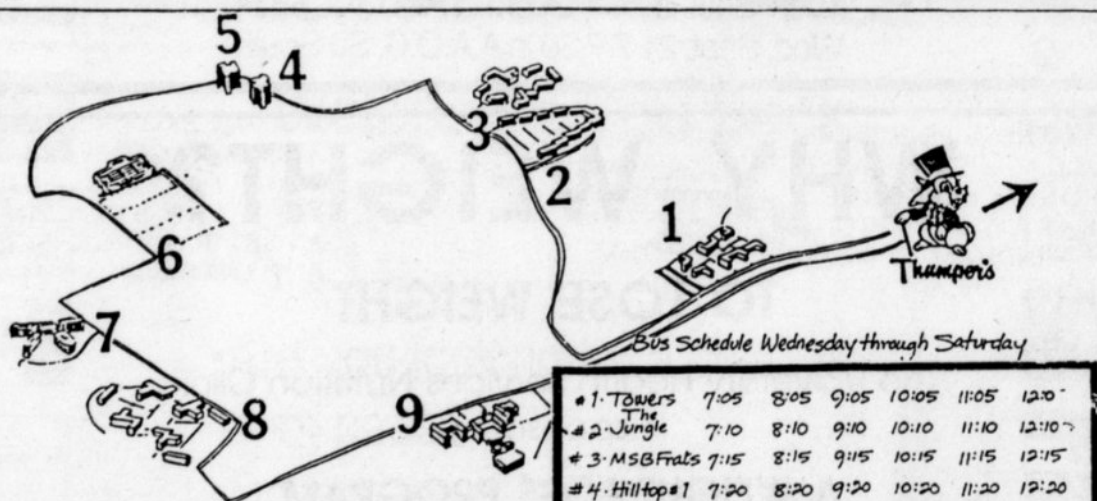 5
4
3
2
1
6
Thumpers
7
Bus Schedule Wednesday through Saturday
8
9
#1. Towers 7:05 8:05 9:05 10:05 11:05
#2. The Jungle 7:10 8:10 9:10 10:10 11:10 12:10
#3. MSB Frats 7:15 8:15 9:15 10:15 11:15 12:15
#4. Hilltop #1 7:20 8:20 9:20 10:20 11:20 12:20